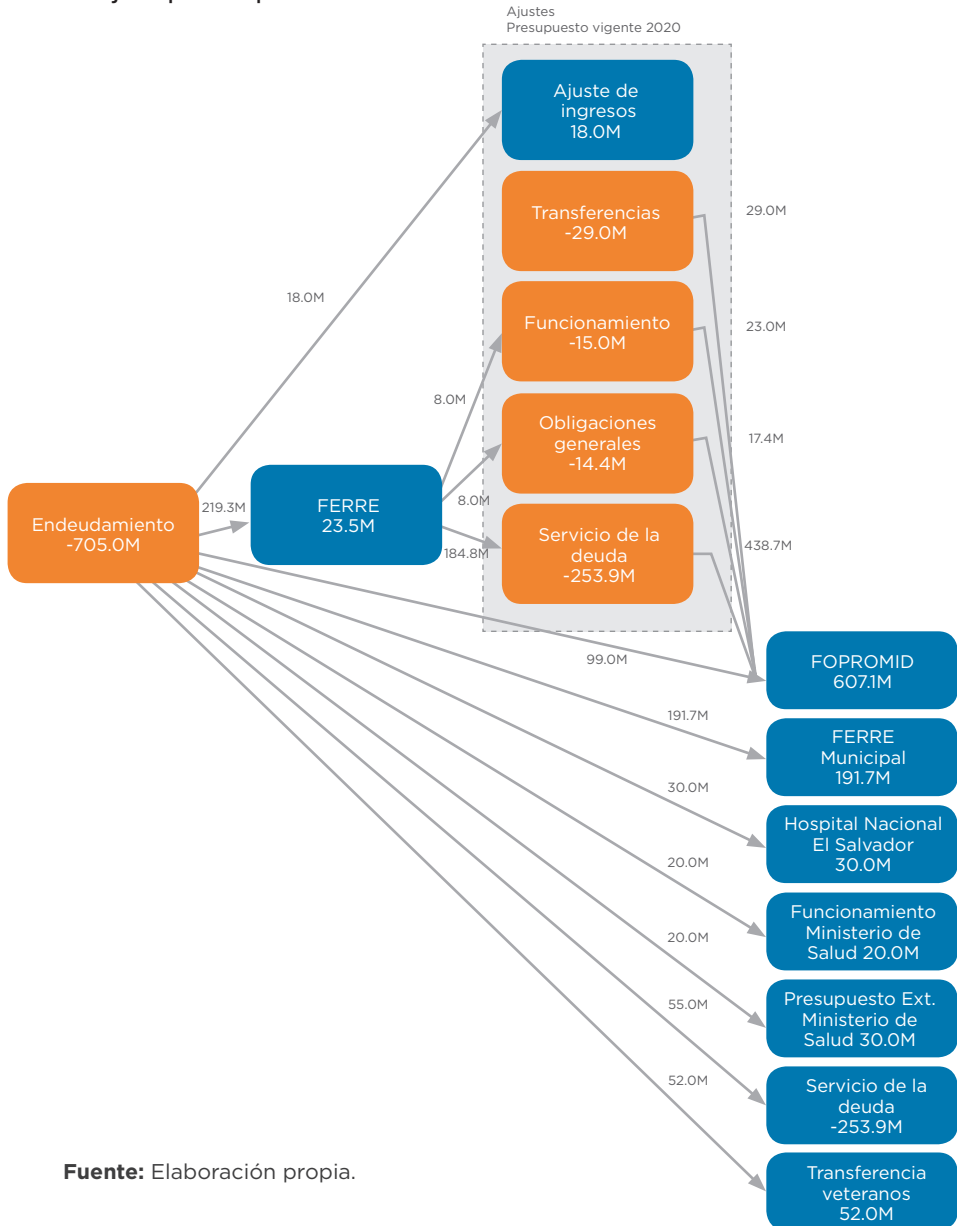 Ajustes
Presupuesto vigente 2020
Ajuste de
ingresos
18.0M
Transferencias
-29.0M
29.0M
18.0M
Funcionamiento
-15.0M
23.0M
8.0M
Obligaciones
generales
-14.4M
17.4M
8.0M
Endeudamiento
-705.0M
219.3M
FERRE
23.5M
184.8M
Servicio de la
deuda
-253.9M
438.7M
99.0M
FOPROMID
607.1M
191.7M
FERRE
Municipal
191.7M
30.0M
Hospital Nacional
El Salvador
30.0M
20.0M
Funcionamiento
Ministerio de
Salud 20.0M
20.0M
Presupuesto Ext.
Ministerio de
Salud 30.0M
55.0M
Servicio de la
deuda
-253.9M
52.0M
Transferencia
veteranos
52.0M
Fuente: Elaboración propia.